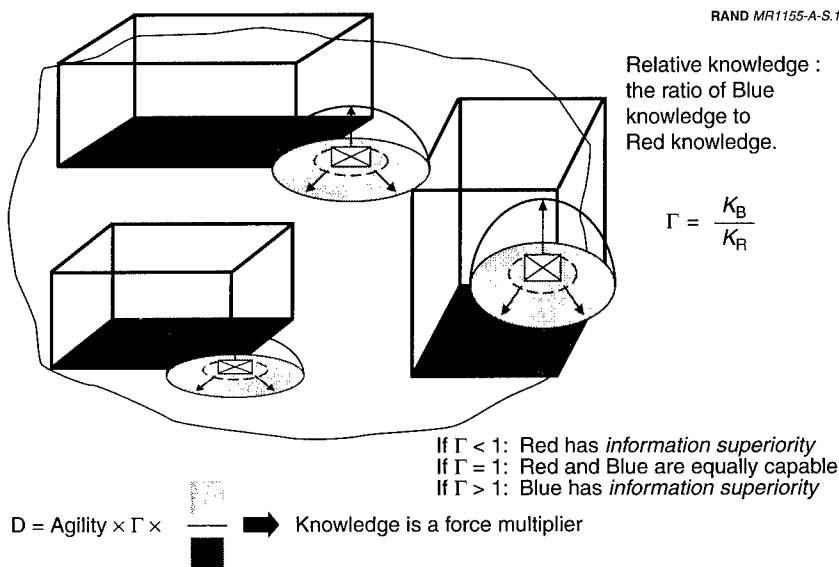 RAND MR1155-A-S.1
Relative knowledge :
the ratio of Blue
knowledge to
Red knowledge.
Γ = K_B / K_R
If Γ < 1: Red has information superiority
If Γ = 1: Red and Blue are equally capable
If Γ > 1: Blue has information superiority
D = Agility × Γ × Knowledge is a force multiplier